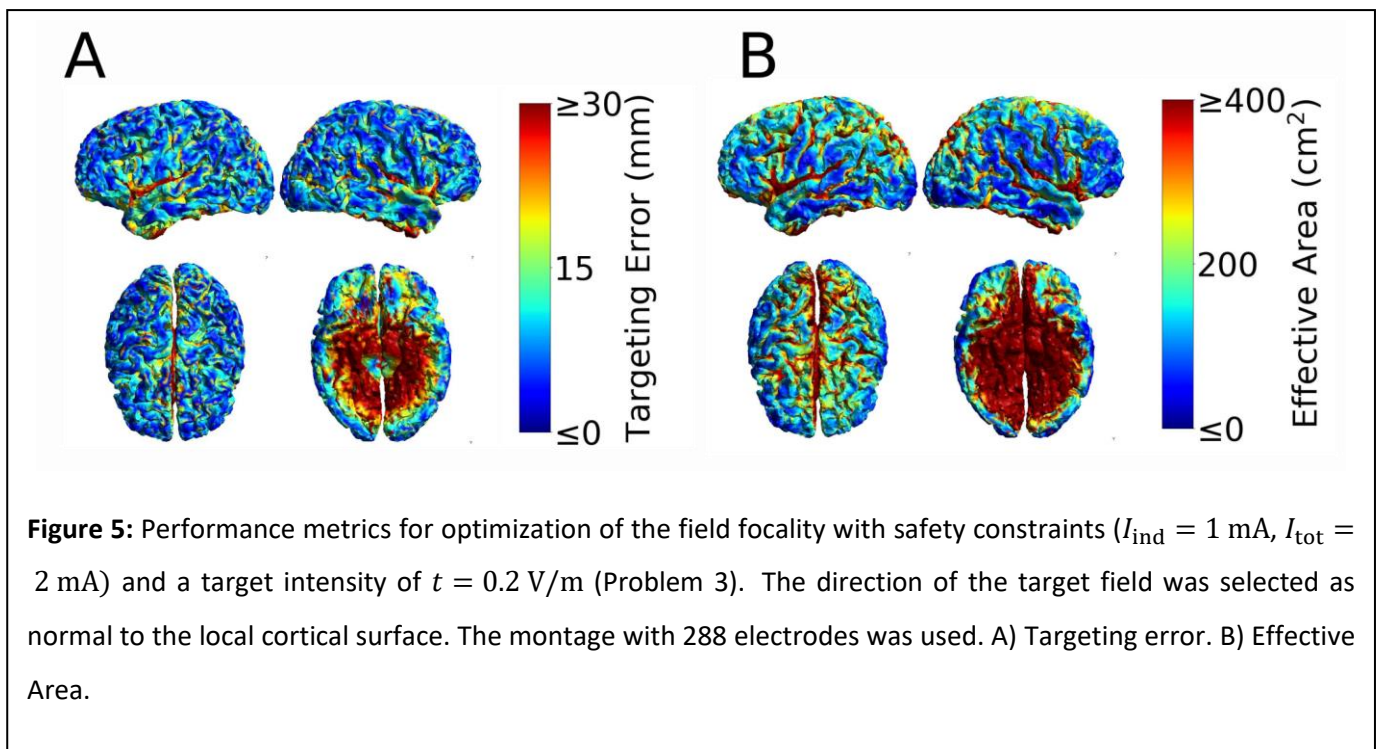 A
B
≥30
15
≤0
Targeting Error (mm)
≥400
200
≤0
Effective Area (cm²)
Figure 5: Performance metrics for optimization of the field focality with safety constraints (I_ind = 1 mA, I_tot =
2 mA) and a target intensity of t = 0.2 V/m (Problem 3). The direction of the target field was selected as
normal to the local cortical surface. The montage with 288 electrodes was used. A) Targeting error. B) Effective
Area.